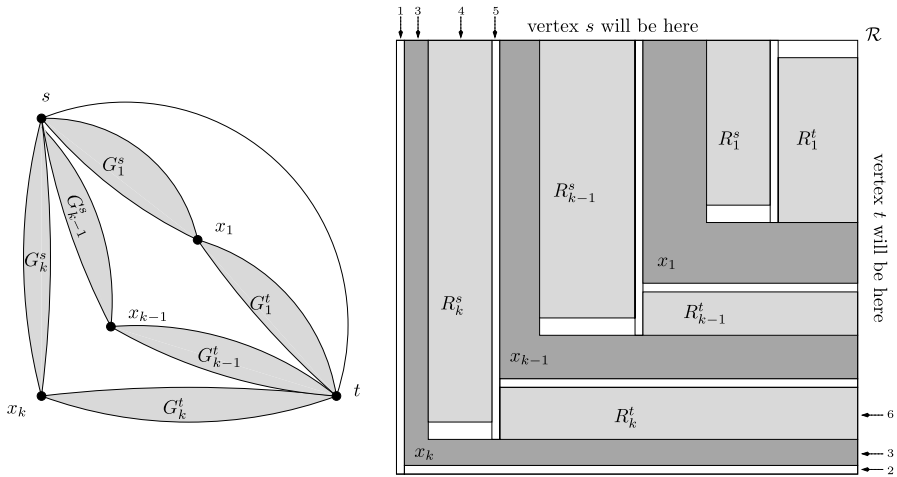 s
G_1^s
x_1
G_{k-1}^s
G_k^s
G_1^t
x_{k-1}
G_{k-1}^t
x_k
G_k^t
t
1 3 4 5
vertex s will be here
R
R_1^s
R_1^t
R_{k-1}^s
vertex t will be here
x_1
R_k^s
R_{k-1}^t
x_{k-1}
R_k^t
6
x_k
3
2